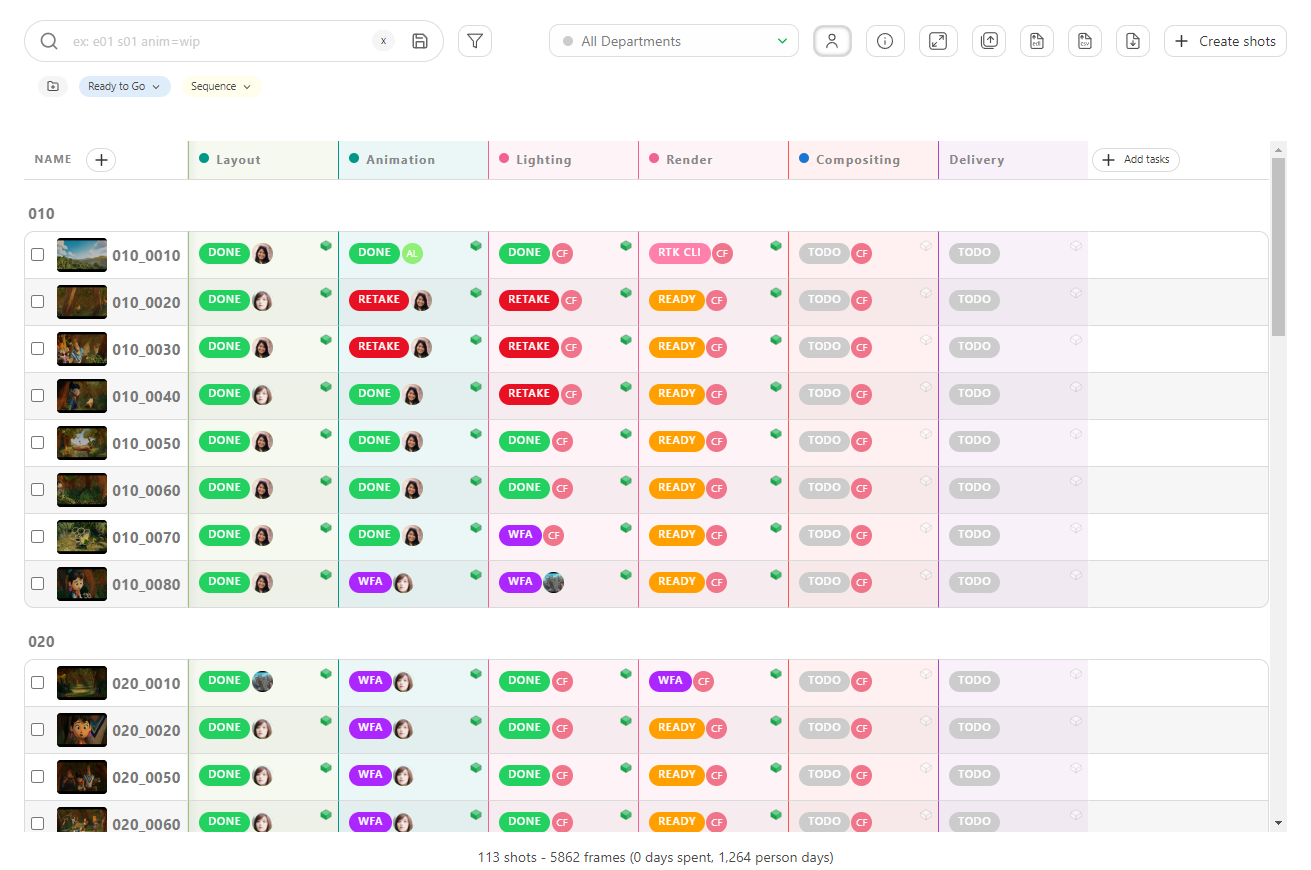 ex: e01 s01 anim=wip x All Departments Create shots
Ready to Go Sequence
NAME Layout Animation Lighting Render Compositing Delivery Add tasks
010
010_0010 DONE DONE AL DONE CF RTK CLI CF TODO CF TODO
010_0020 DONE RETAKE RETAKE CF READY CF TODO CF TODO
010_0030 DONE RETAKE RETAKE CF READY CF TODO CF TODO
010_0040 DONE DONE RETAKE CF READY CF TODO CF TODO
010_0050 DONE DONE DONE CF READY CF TODO CF TODO
010_0060 DONE DONE DONE CF READY CF TODO CF TODO
010_0070 DONE DONE WFA CF READY CF TODO CF TODO
010_0080 DONE WFA WFA READY CF TODO CF TODO
020
020_0010 DONE WFA DONE CF WFA CF TODO CF TODO
020_0020 DONE WFA DONE CF READY CF TODO CF TODO
020_0050 DONE WFA DONE CF READY CF TODO CF TODO
020_0060 DONE WFA DONE CF READY CF TODO CF TODO
113 shots - 5862 frames (0 days spent, 1,264 person days)